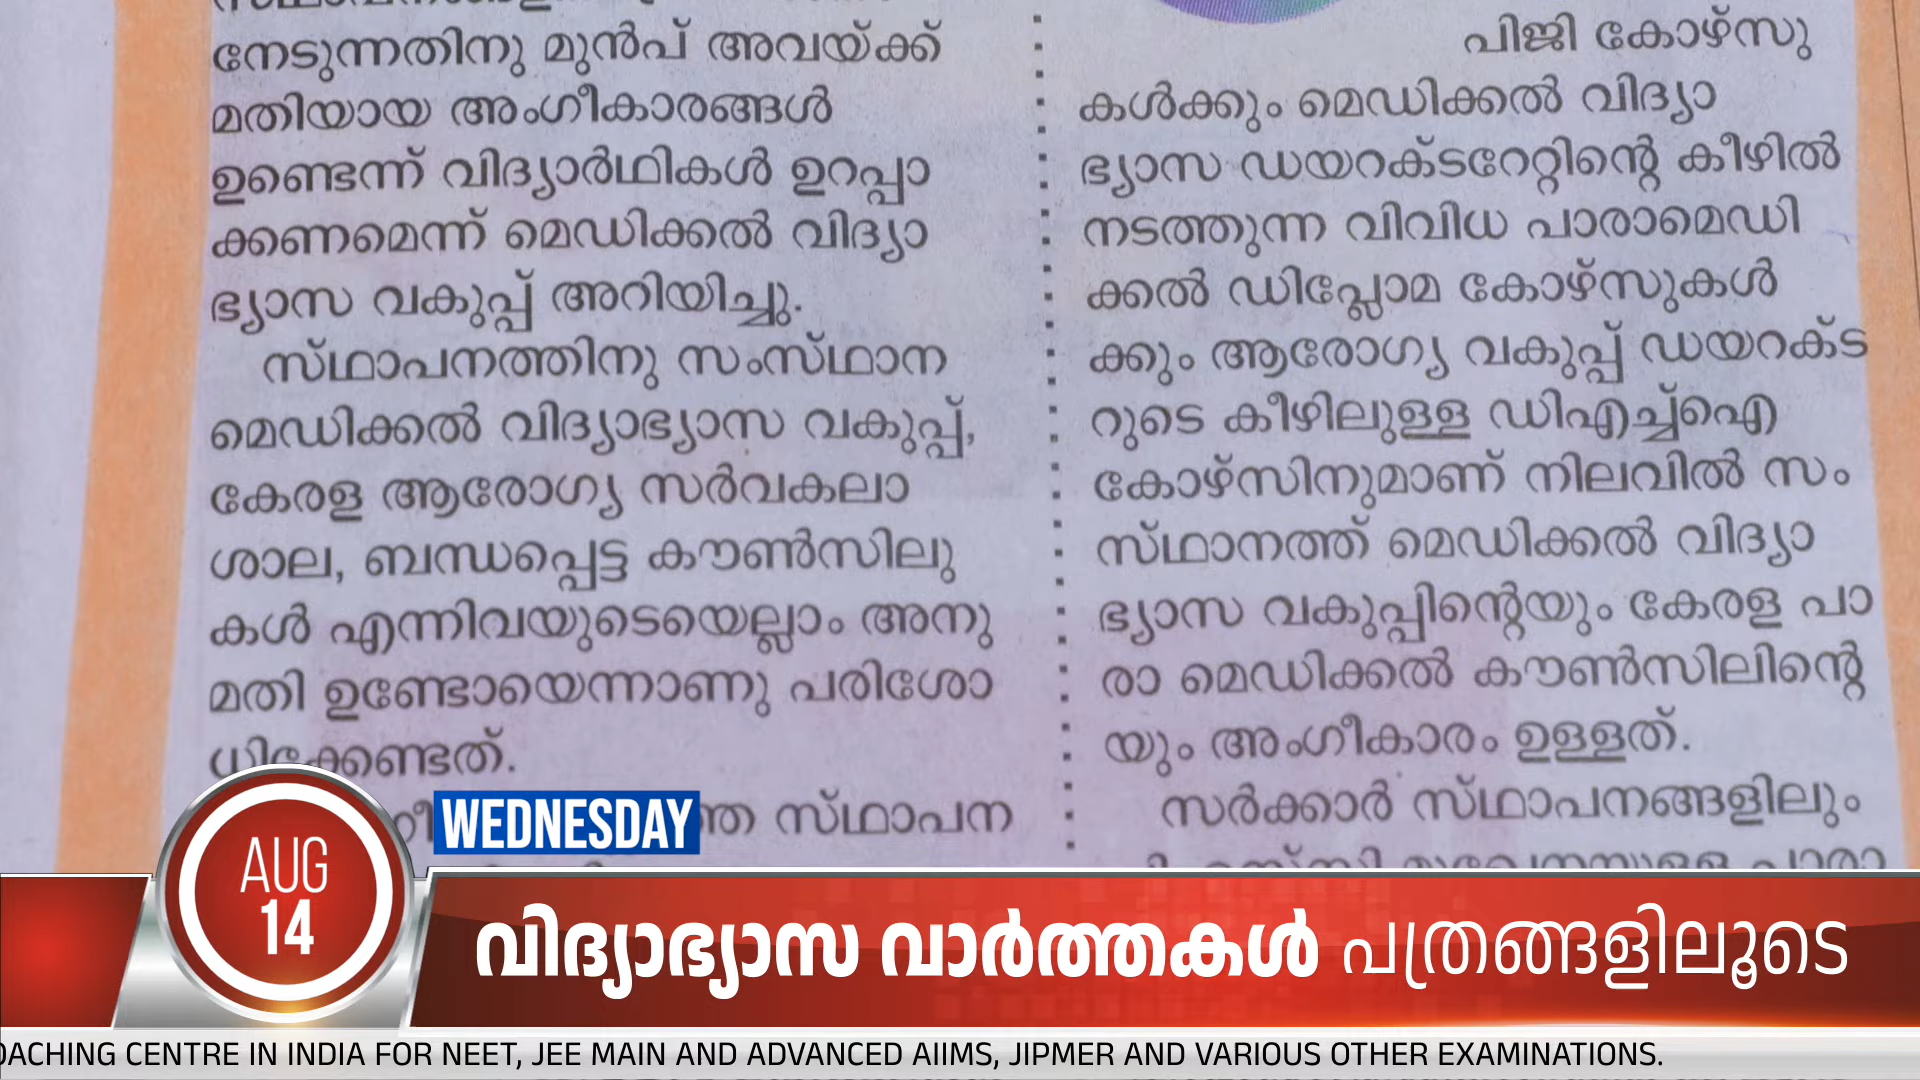 നേടുന്നതിനു മുൻപ് അവയ്ക്ക്
മതിയായ അംഗീകാരങ്ങൾ
ഉണ്ടെന്ന് വിദ്യാർഥികൾ ഉറപ്പാ
ക്കണമെന്ന് മെഡിക്കൽ വിദ്യാ
ഭ്യാസ വകുപ്പ് അറിയിച്ചു.
സ്ഥാപനത്തിനു സംസ്ഥാന
മെഡിക്കൽ വിദ്യാഭ്യാസ വകുപ്പ്,
കേരള ആരോഗ്യ സർവകലാ
ശാല, ബന്ധപ്പെട്ട കൗൺസിലു
കൾ എന്നിവയുടെയെല്ലാം അനു
മതി ഉണ്ടോയെന്നാണു പരിശോ
ധിക്കേണ്ടത്.
സ്ഥാപന
പിജി കോഴ്സു
കൾക്കും മെഡിക്കൽ വിദ്യാ
ഭ്യാസ ഡയറക്ടറേറ്റിന്റെ കീഴിൽ
നടത്തുന്ന വിവിധ പാരാമെഡി
ക്കൽ ഡിപ്ലോമ കോഴ്സുകൾ
ക്കും ആരോഗ്യ വകുപ്പ് ഡയറക്ട
റുടെ കീഴിലുള്ള ഡിഎച്ച്ഐ
കോഴ്സിനുമാണ് നിലവിൽ സം
സ്ഥാനത്ത് മെഡിക്കൽ വിദ്യാ
ഭ്യാസ വകുപ്പിന്റെയും കേരള പാ
രാ മെഡിക്കൽ കൗൺസിലിന്റെ
യും അംഗീകാരം ഉള്ളത്.
സർക്കാർ സ്ഥാപനങ്ങളിലും
WEDNESDAY
AUG
14
വിദ്യാഭ്യാസ വാർത്തകൾ പത്രങ്ങളിലൂടെ
CENTRE IN INDIA FOR NEET, JEE MAIN AND ADVANCED AIIMS, JIPMER AND VARIOUS OTHER EXAMINATIONS.